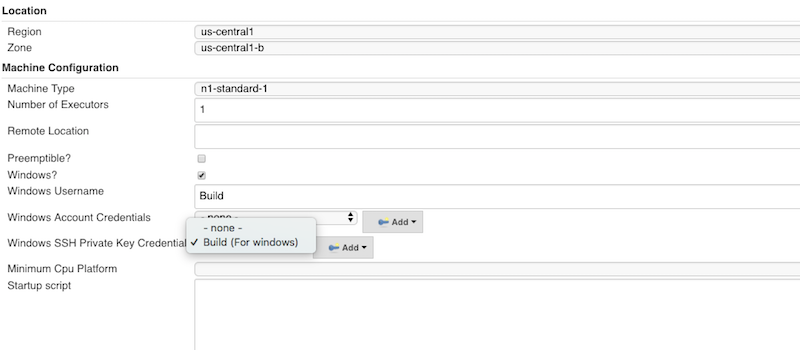 Location
Region us-central1
Zone us-central1-b
Machine Configuration
Machine Type n1-standard-1
Number of Executors 1
Remote Location
Preemptible?
Windows?
Windows Username Build
Windows Account Credentials - none - Add
- none -
Windows SSH Private Key Credential Build (For windows) Add
Minimum Cpu Platform
Startup script